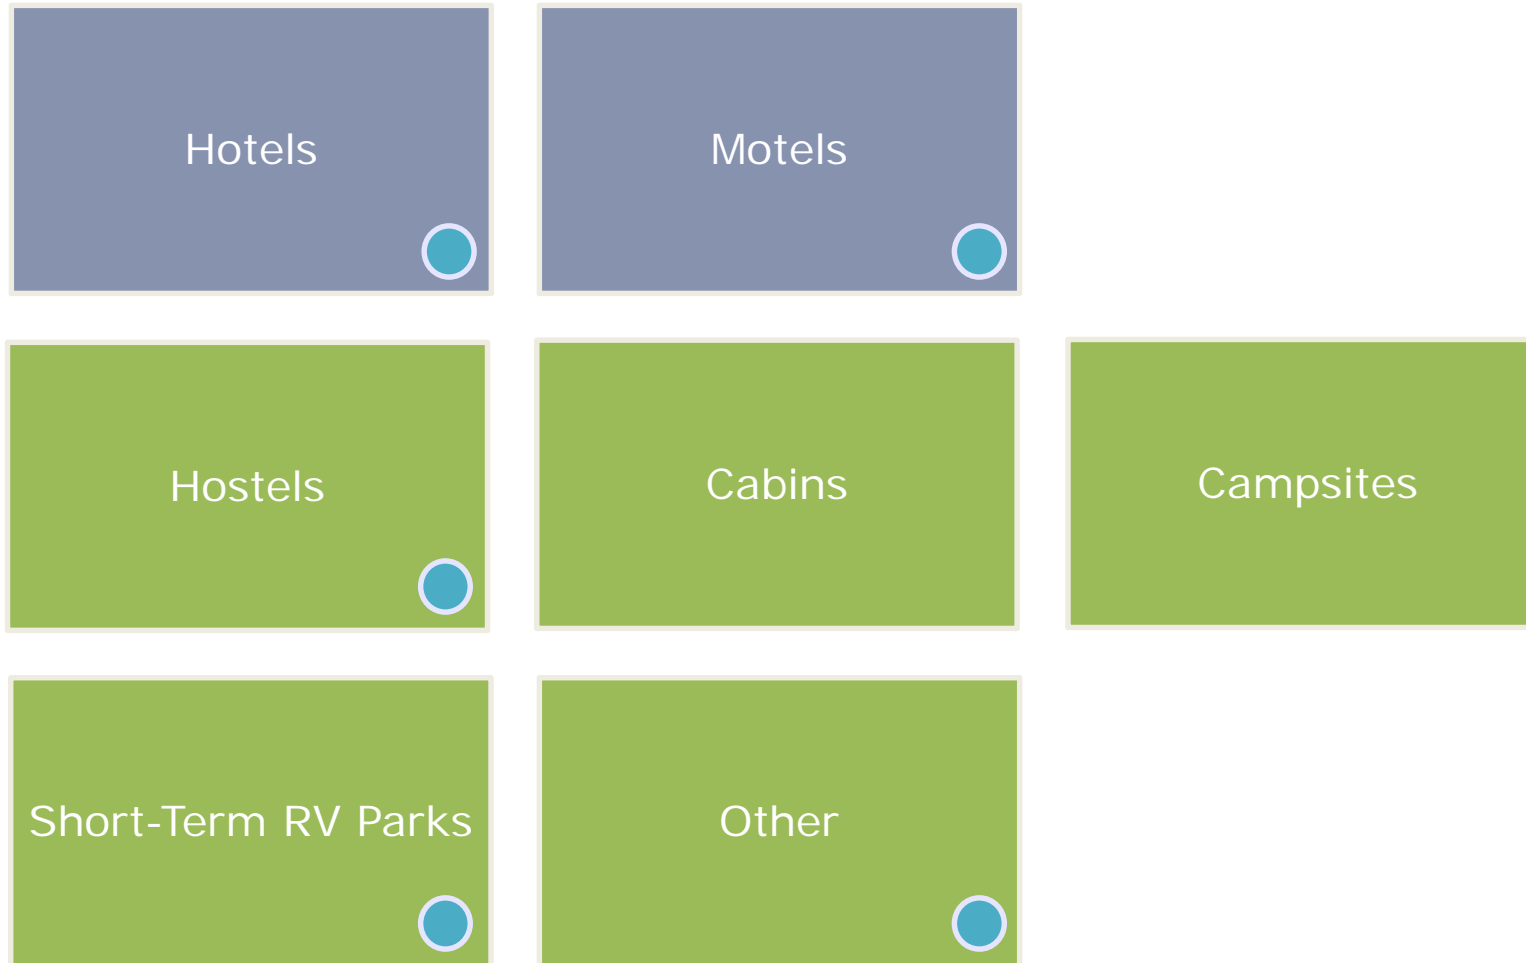 Hotels
Motels
Hostels
Cabins
Campsites
Short-Term RV Parks
Other